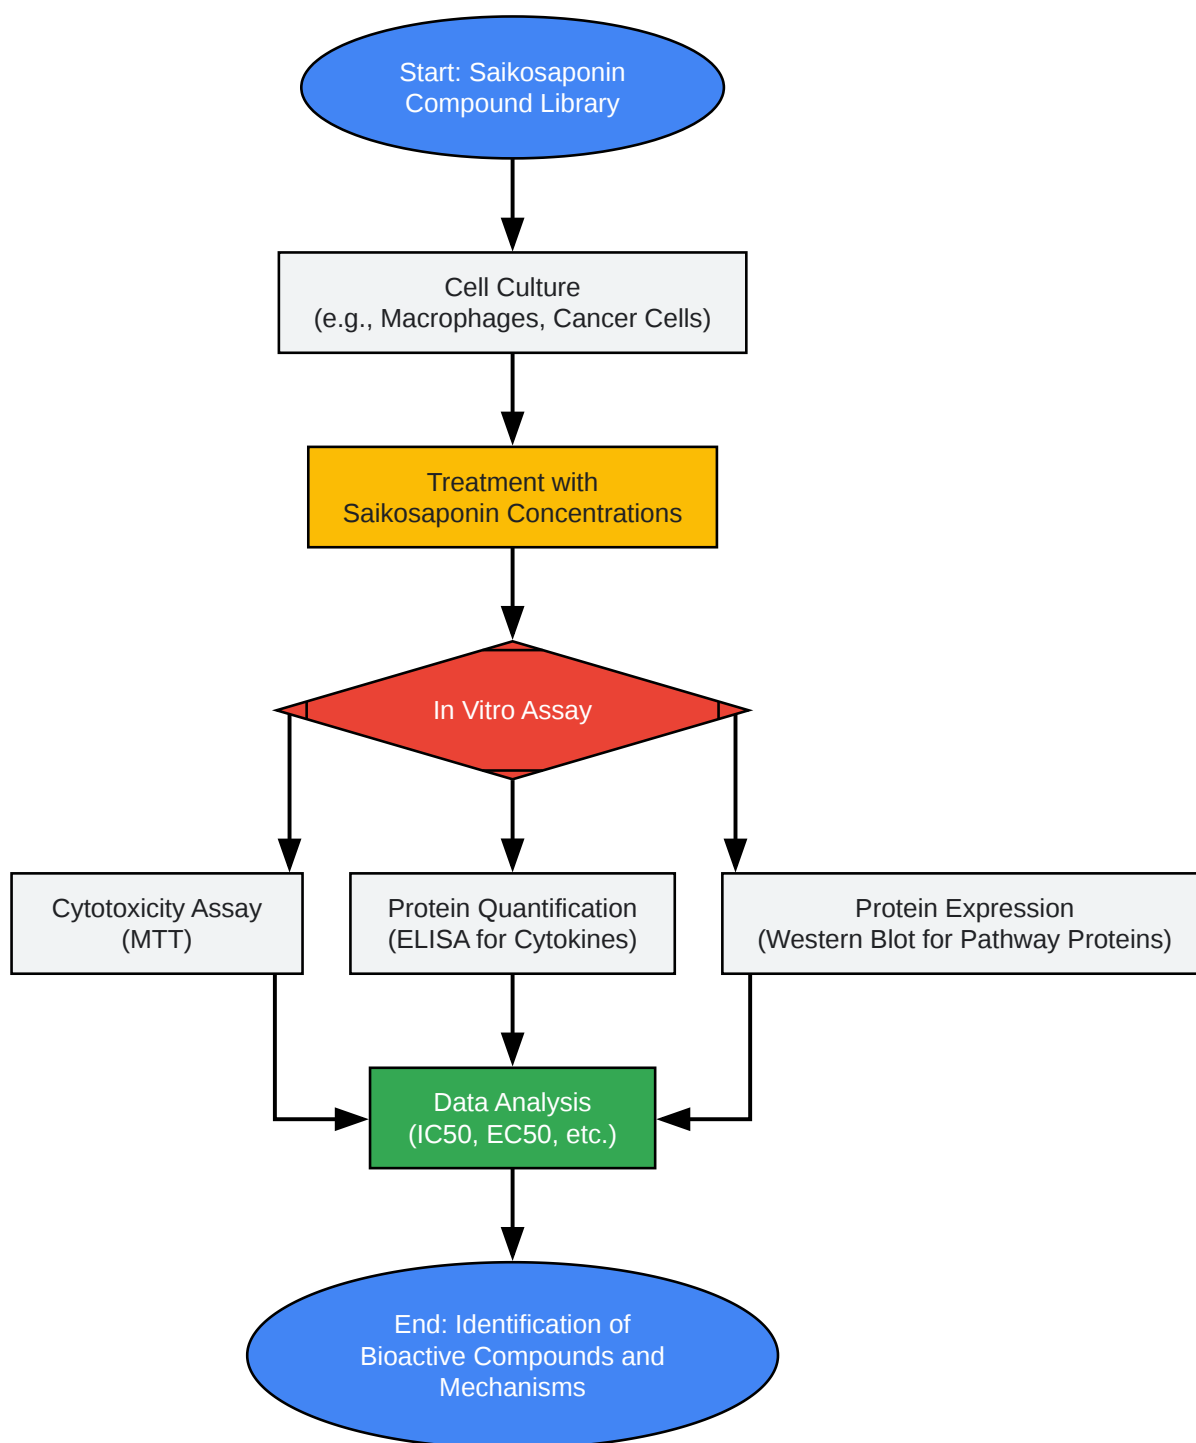 Start: Saikosaponin
Compound Library
Cell Culture
(e.g., Macrophages, Cancer Cells)
Treatment with
Saikosaponin Concentrations
In Vitro Assay
Cytotoxicity Assay
(MTT)
Protein Quantification
(ELISA for Cytokines)
Protein Expression
(Western Blot for Pathway Proteins)
Data Analysis
(IC50, EC50, etc.)
End: Identification of
Bioactive Compounds and
Mechanisms